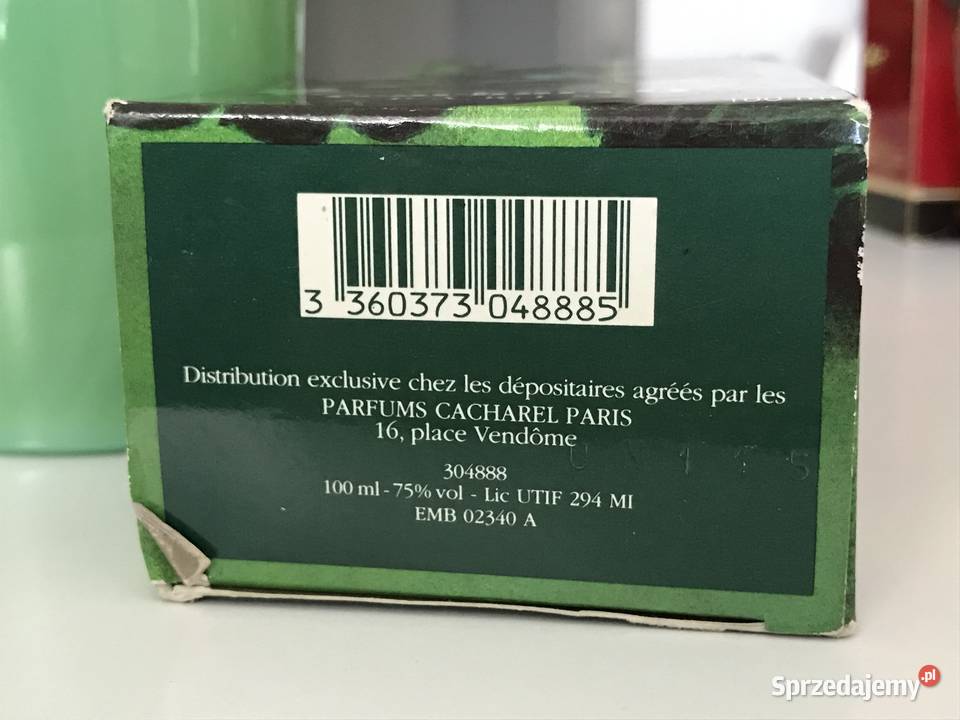 3 360373 048885
Distribution exclusive chez les dépositaires agréés par les
PARFUMS CACHAREL PARIS
16, place Vendôme
304888
100 ml - 75% vol - Lic UTIF 294 MI
EMB 02340 A
Sprzedajemy.pl